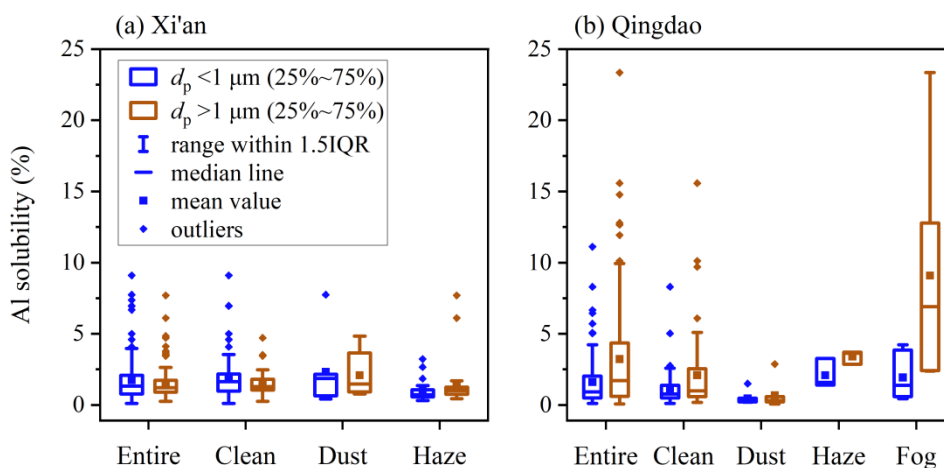 (a) Xi'an
(b) Qingdao
Al solubility (%)
25
20
15
10
5
0
dp <1 μm (25%~75%)
dp >1 μm (25%~75%)
range within 1.5IQR
median line
mean value
outliers
Entire Clean Dust Haze
25
20
15
10
5
0
Entire Clean Dust Haze Fog